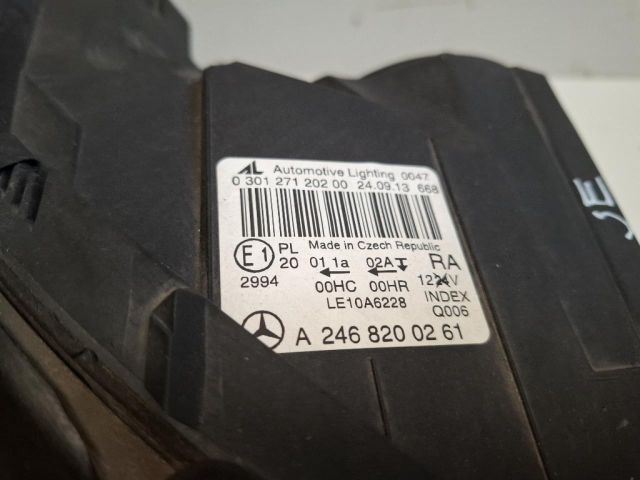 AL Automotive Lighting 0047
0 301 271 202 00 24.09.13 668
Made in Czech Republic
E1 PL 20 01 1a 02A RA
2994 00HC 00HR 1224V
LE10A6228 INDEX
Q006
A 246 820 02 61